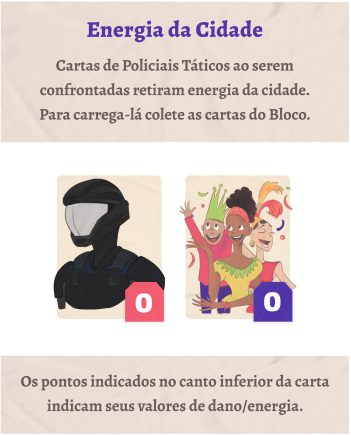 Energia da Cidade
Cartas de Policiais Táticos ao serem
confrontadas retiram energia da cidade.
Para carrega-lá colete as cartas do Bloco.
0
0
Os pontos indicados no canto inferior da carta
indicam seus valores de dano/energia.